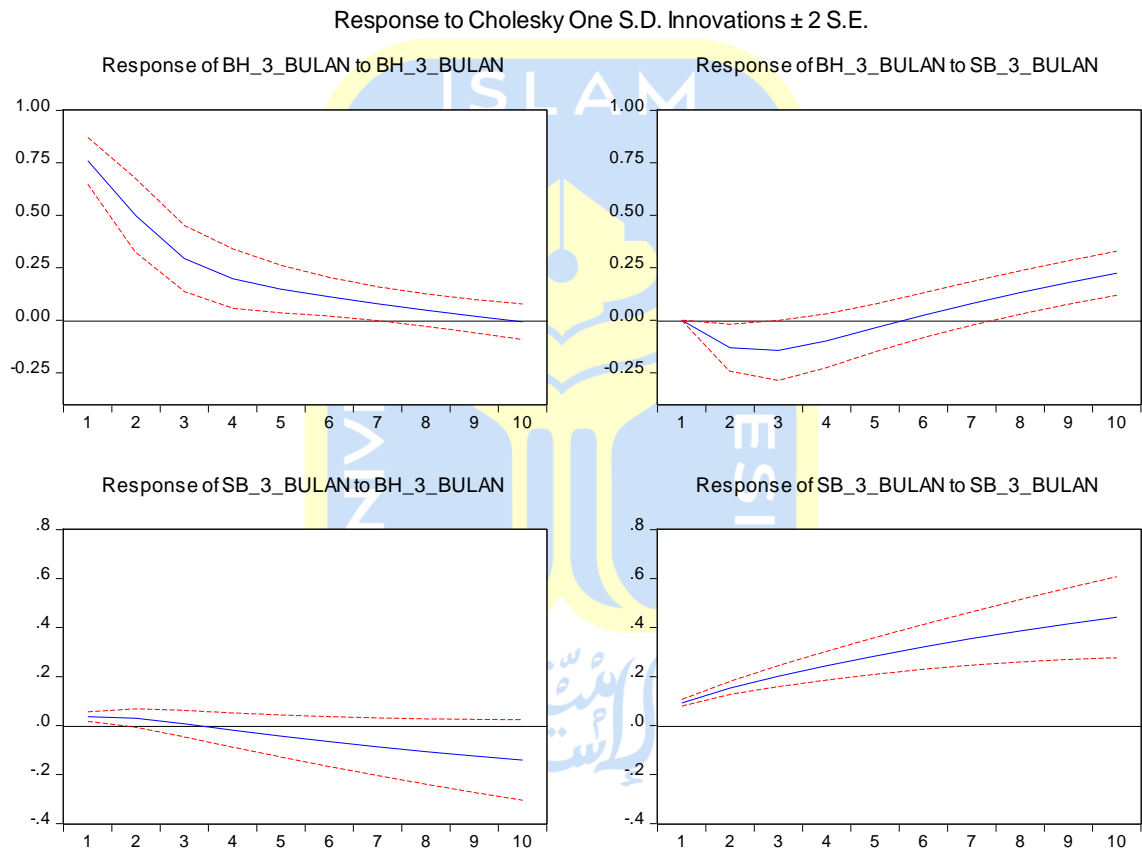 Response to Cholesky One S.D. Innovations ± 2 S.E.
Response of BH_3_BULAN to BH_3_BULAN
1.00
0.75
0.50
0.25
0.00
-0.25
1 2 3 4 5 6 7 8 9 10
Response of BH_3_BULAN to SB_3_BULAN
1.00
0.75
0.50
0.25
0.00
-0.25
1 2 3 4 5 6 7 8 9 10
Response of SB_3_BULAN to BH_3_BULAN
.8
.6
.4
.2
.0
-.2
-.4
1 2 3 4 5 6 7 8 9 10
Response of SB_3_BULAN to SB_3_BULAN
.8
.6
.4
.2
.0
-.2
-.4
1 2 3 4 5 6 7 8 9 10
ISLAM